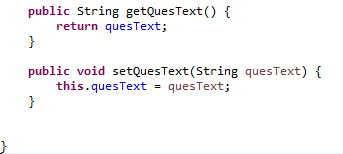 public String getQuesText() {
    return quesText;
}
public void setQuesText(String quesText) {
    this.quesText = quesText;
}
}